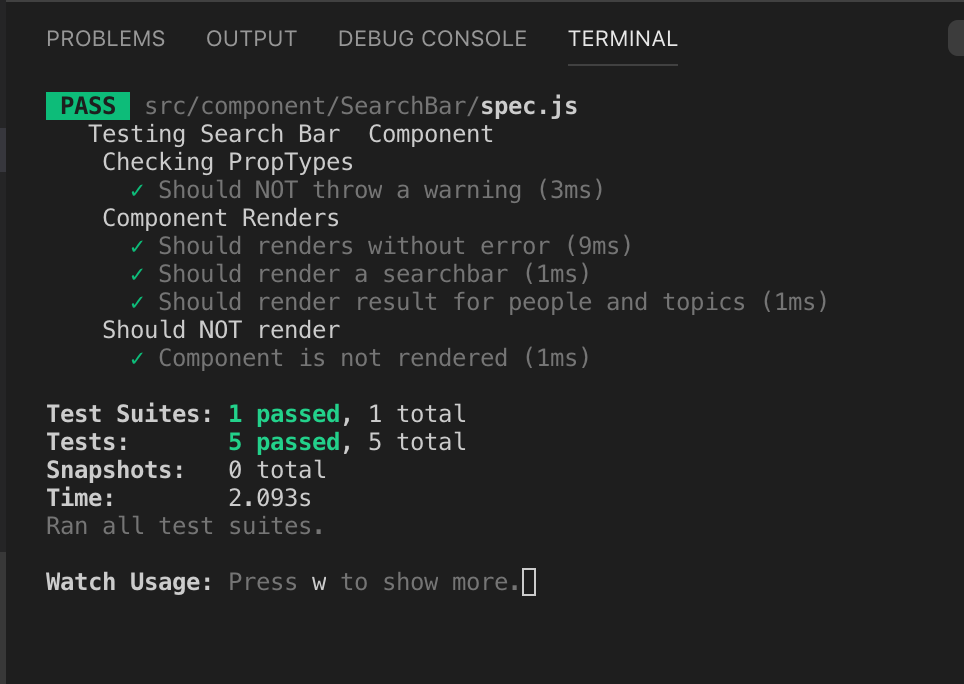 PROBLEMS OUTPUT DEBUG CONSOLE TERMINAL
PASS src/component/SearchBar/spec.js
Testing Search Bar  Component
Checking PropTypes
✓ Should NOT throw a warning (3ms)
Component Renders
✓ Should renders without error (9ms)
✓ Should render a searchbar (1ms)
✓ Should render result for people and topics (1ms)
Should NOT render
✓ Component is not rendered (1ms)
Test Suites: 1 passed, 1 total
Tests: 5 passed, 5 total
Snapshots: 0 total
Time: 2.093s
Ran all test suites.
Watch Usage: Press w to show more.